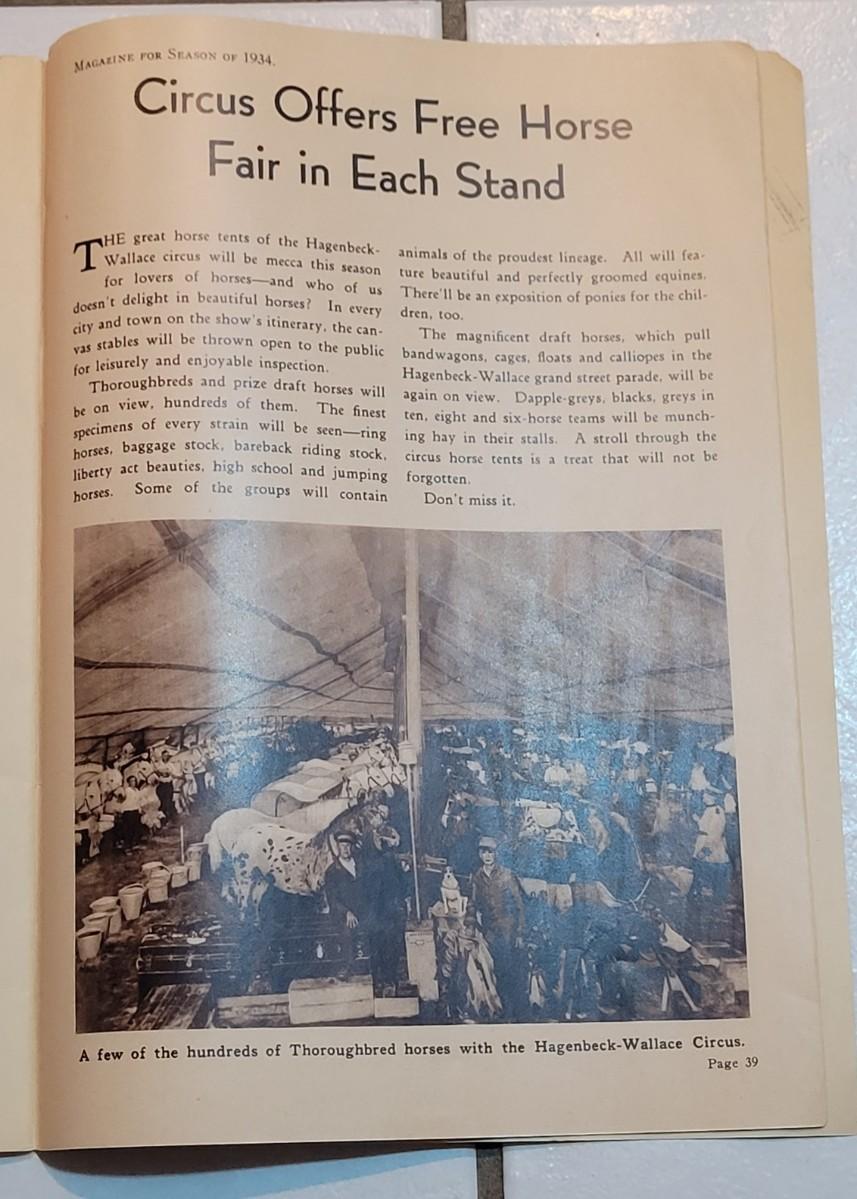 MAGAZINE FOR SEASON OF 1934.
Circus Offers Free Horse
Fair in Each Stand
THE great horse tents of the Hagenbeck-
Wallace circus will be mecca this season
for lovers of horses—and who of us
doesn't delight in beautiful horses? In every
city and town on the show's itinerary, the can-
vas stables will be thrown open to the public
for leisurely and enjoyable inspection.
Thoroughbreds and prize draft horses will
be on view, hundreds of them. The finest
specimens of every strain will be seen—ring
horses, baggage stock, bareback riding stock,
liberty act beauties, high school and jumping
horses. Some of the groups will contain
animals of the proudest lineage. All will fea-
ture beautiful and perfectly groomed equines.
There'll be an exposition of ponies for the chil-
dren, too.
The magnificent draft horses, which pull
bandwagons, cages, floats and calliopes in the
Hagenbeck-Wallace grand street parade, will be
again on view. Dapple-greys, blacks, greys in
ten, eight and six-horse teams will be munch-
ing hay in their stalls. A stroll through the
circus horse tents is a treat that will not be
forgotten.
Don't miss it.
A few of the hundreds of Thoroughbred horses with the Hagenbeck-Wallace Circus.
Page 39